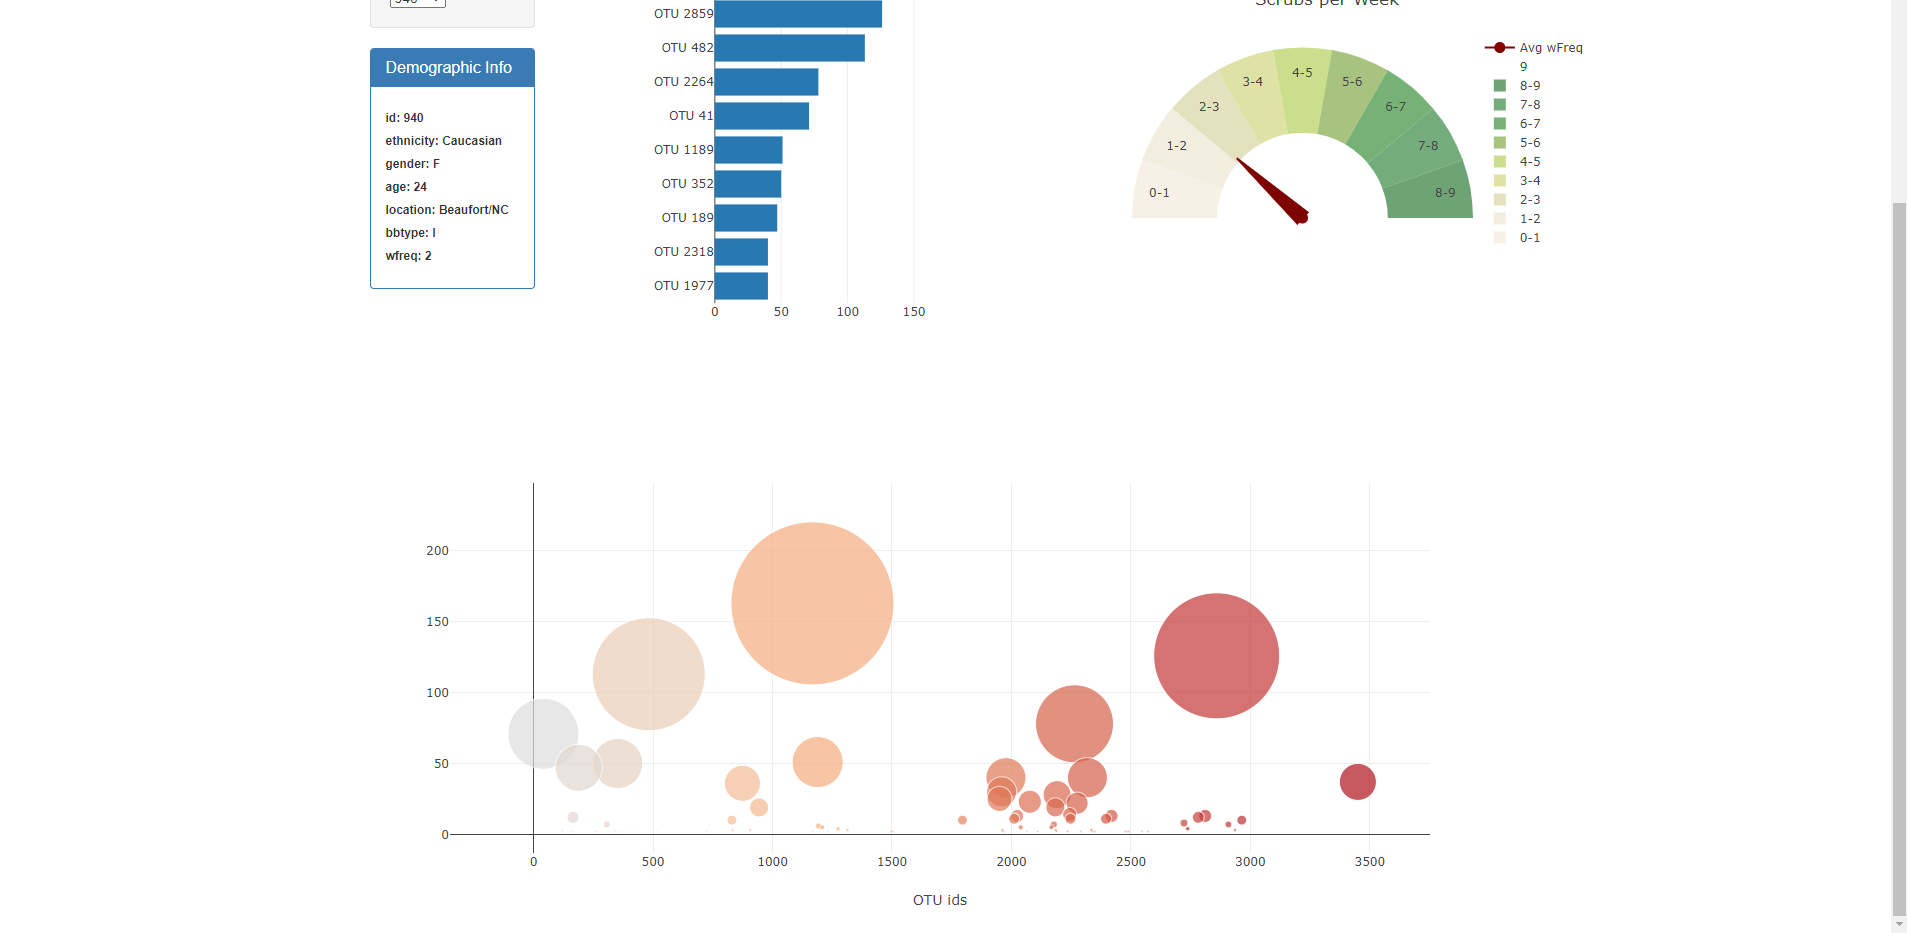 940
Demographic Info
id: 940
ethnicity: Caucasian
gender: F
age: 24
location: Beaufort/NC
bbtype: I
wfreq: 2
OTU 2859
OTU 482
OTU 2264
OTU 41
OTU 1189
OTU 352
OTU 189
OTU 2318
OTU 1977
0 50 100 150
Scrubs per Week
0-1
1-2
2-3
3-4
4-5
5-6
6-7
7-8
8-9
Avg wFreq
9
8-9
7-8
6-7
5-6
4-5
3-4
2-3
1-2
0-1
200
150
100
50
0
0 500 1000 1500 2000 2500 3000 3500
OTU ids